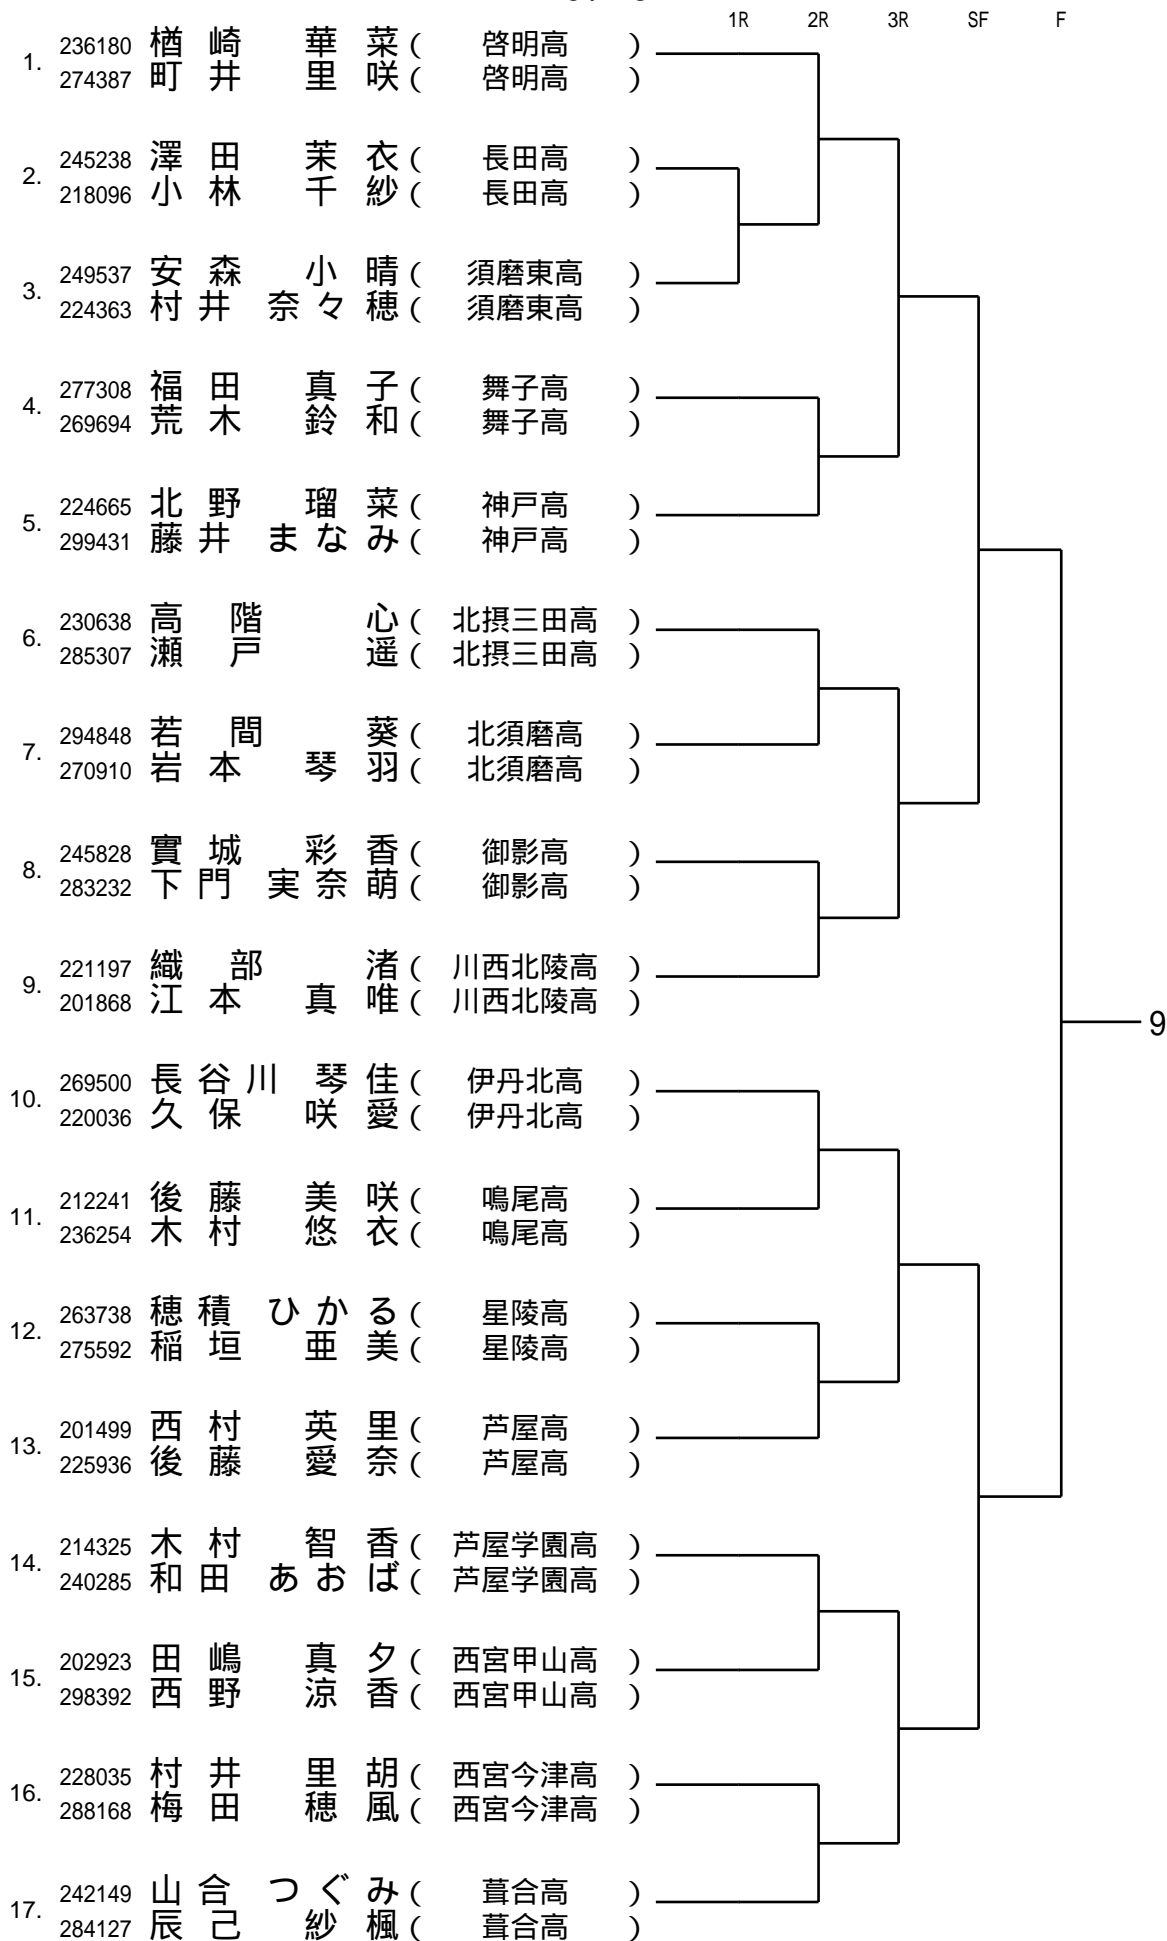 1R 2R 3R SF F
1. 236180 楢崎 華菜 ( 啓明高 )
274387 町井 里咲 ( 啓明高 )
2. 245238 澤田 茉衣 ( 長田高 )
218096 小林 千紗 ( 長田高 )
3. 249537 安森 小晴 ( 須磨東高 )
224363 村井 奈々穂 ( 須磨東高 )
4. 277308 福田 真子 ( 舞子高 )
269694 荒木 鈴和 ( 舞子高 )
5. 224665 北野 瑠菜 ( 神戸高 )
299431 藤井 まなみ ( 神戸高 )
6. 230638 高階 心 ( 北摂三田高 )
285307 瀬戸 遥 ( 北摂三田高 )
7. 294848 若間 葵 ( 北須磨高 )
270910 岩本 琴羽 ( 北須磨高 )
8. 245828 實城 彩香 ( 御影高 )
283232 下門 実奈萌 ( 御影高 )
9. 221197 織部 渚 ( 川西北陵高 )
201868 江本 真唯 ( 川西北陵高 )
9
10. 269500 長谷川 琴佳 ( 伊丹北高 )
220036 久保 咲愛 ( 伊丹北高 )
11. 212241 後藤 美咲 ( 鳴尾高 )
236254 木村 悠衣 ( 鳴尾高 )
12. 263738 穂積 ひかる ( 星陵高 )
275592 稲垣 亜美 ( 星陵高 )
13. 201499 西村 英里 ( 芦屋高 )
225936 後藤 愛奈 ( 芦屋高 )
14. 214325 木村 智香 ( 芦屋学園高 )
240285 和田 あおば ( 芦屋学園高 )
15. 202923 田嶋 真夕 ( 西宮甲山高 )
298392 西野 涼香 ( 西宮甲山高 )
16. 228035 村井 里胡 ( 西宮今津高 )
288168 梅田 穂風 ( 西宮今津高 )
17. 242149 山合 つぐみ ( 葺合高 )
284127 辰己 紗楓 ( 葺合高 )